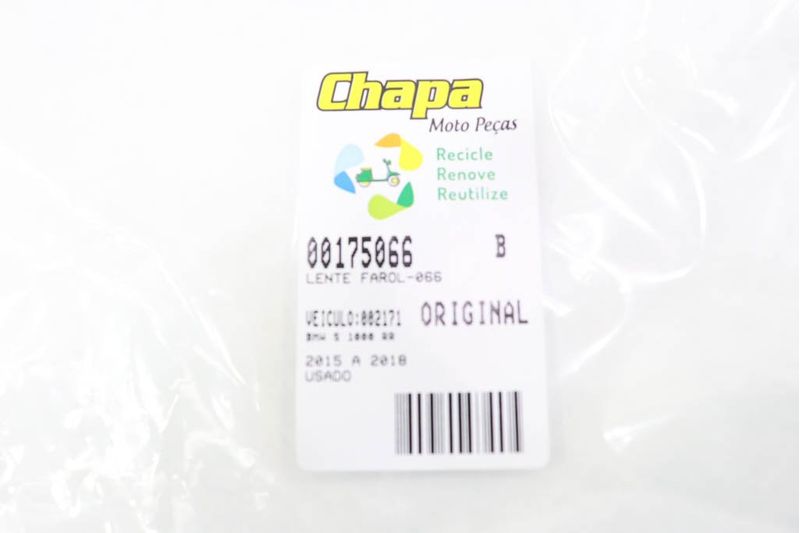 Chapa
Moto Peças
Recicle
Renove
Reutilize
00175066 B
LENTE FAROL-066
VEICULO:002171 ORIGINAL
BMW S 1000 RR
2015 A 2018
USADO